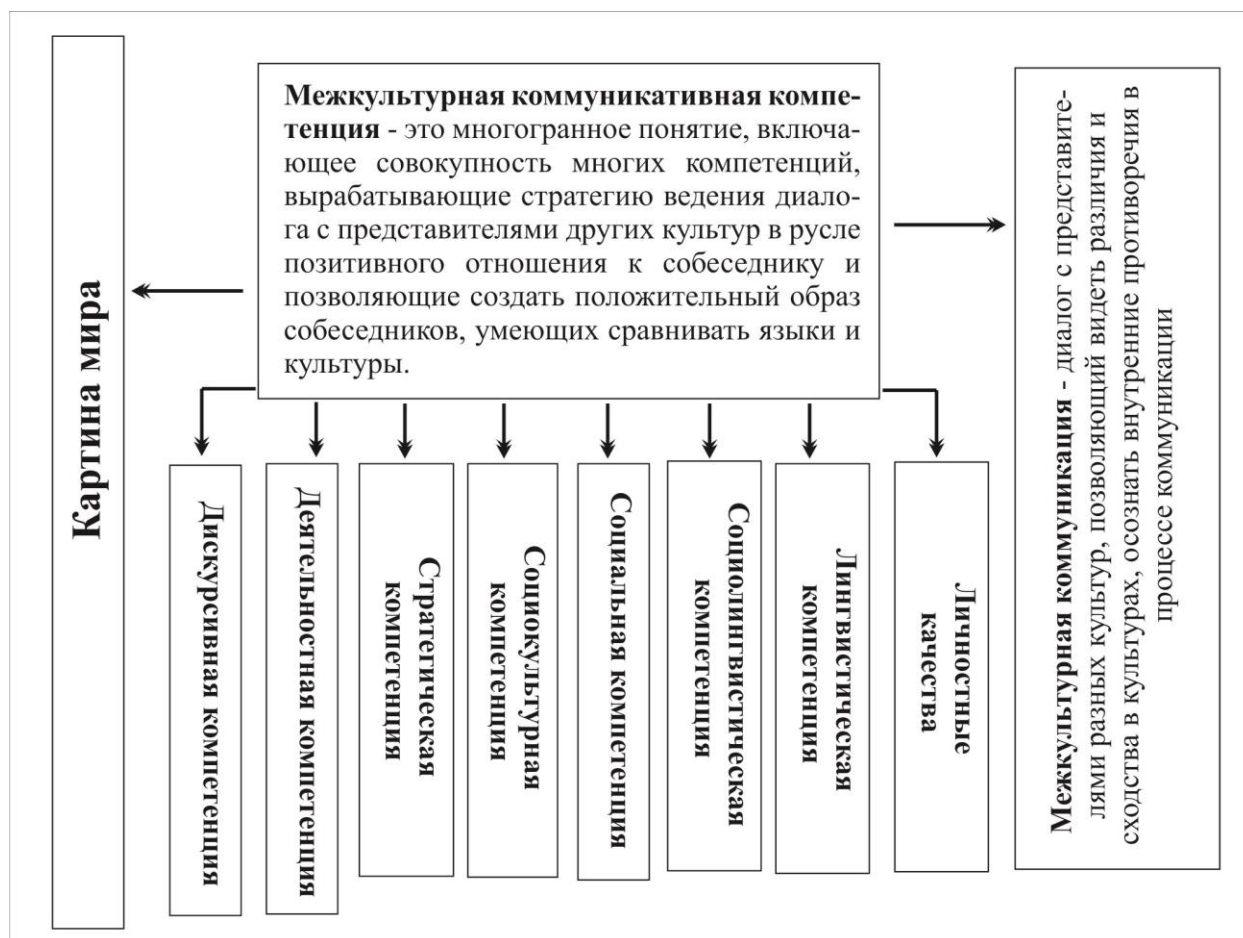 Картина мира
Межкультурная коммуникативная компе-
тенция - это многогранное понятие, включа-
ющее совокупность многих компетенций,
вырабатывающие стратегию ведения диало-
га с представителями других культур в русле
позитивного отношения к собеседнику и
позволяющие создать положительный образ
собеседников, умеющих сравнивать языки и
культуры.
Дискурсивная компетенция
Деятельностная компетенция
Стратегическая
компетенция
Социокультурная
компетенция
Социальная компетенция
Социолингвистическая
компетенция
Лингвистическая
компетенция
Личностные
качества
Межкультурная коммуникация - диалог с представите-
лями разных культур, позволяющий видеть различия и
сходства в культурах, осознать внутренние противоречия в
процессе коммуникации